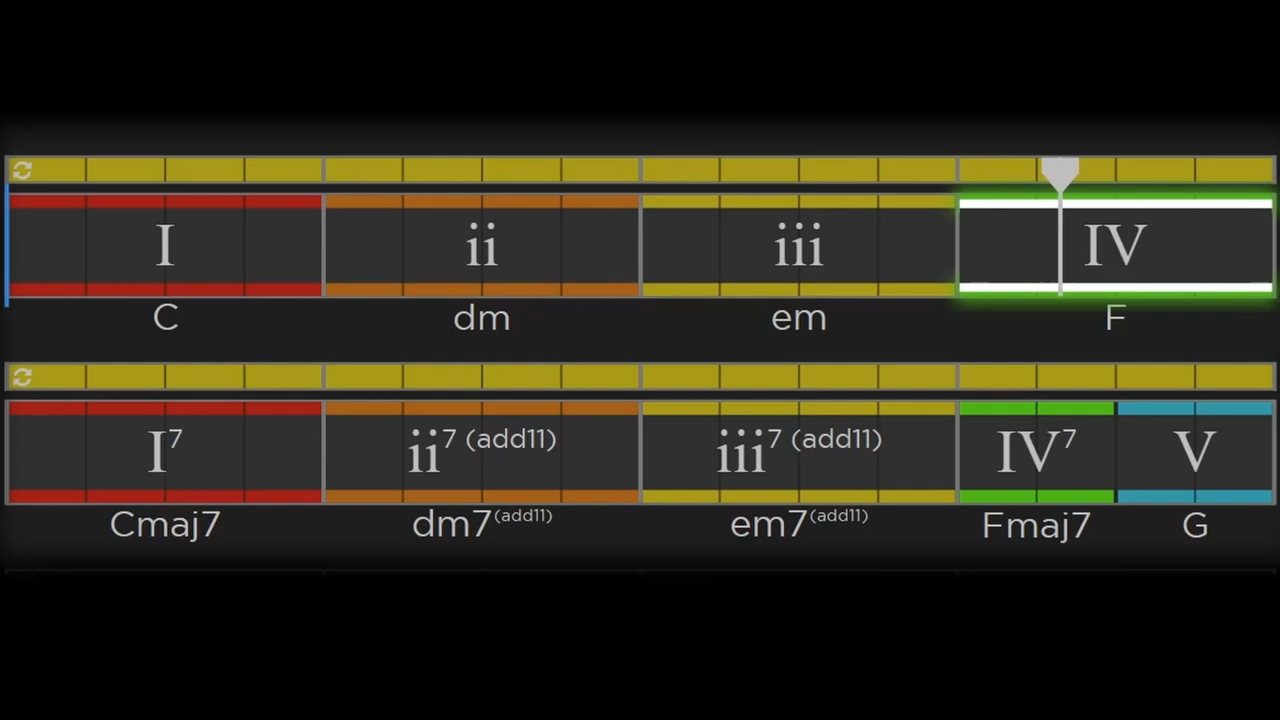 I ii iii IV
C dm em F
I7 ii7 (add11) iii7 (add11) IV7 V
Cmaj7 dm7(add11) em7(add11) Fmaj7 G